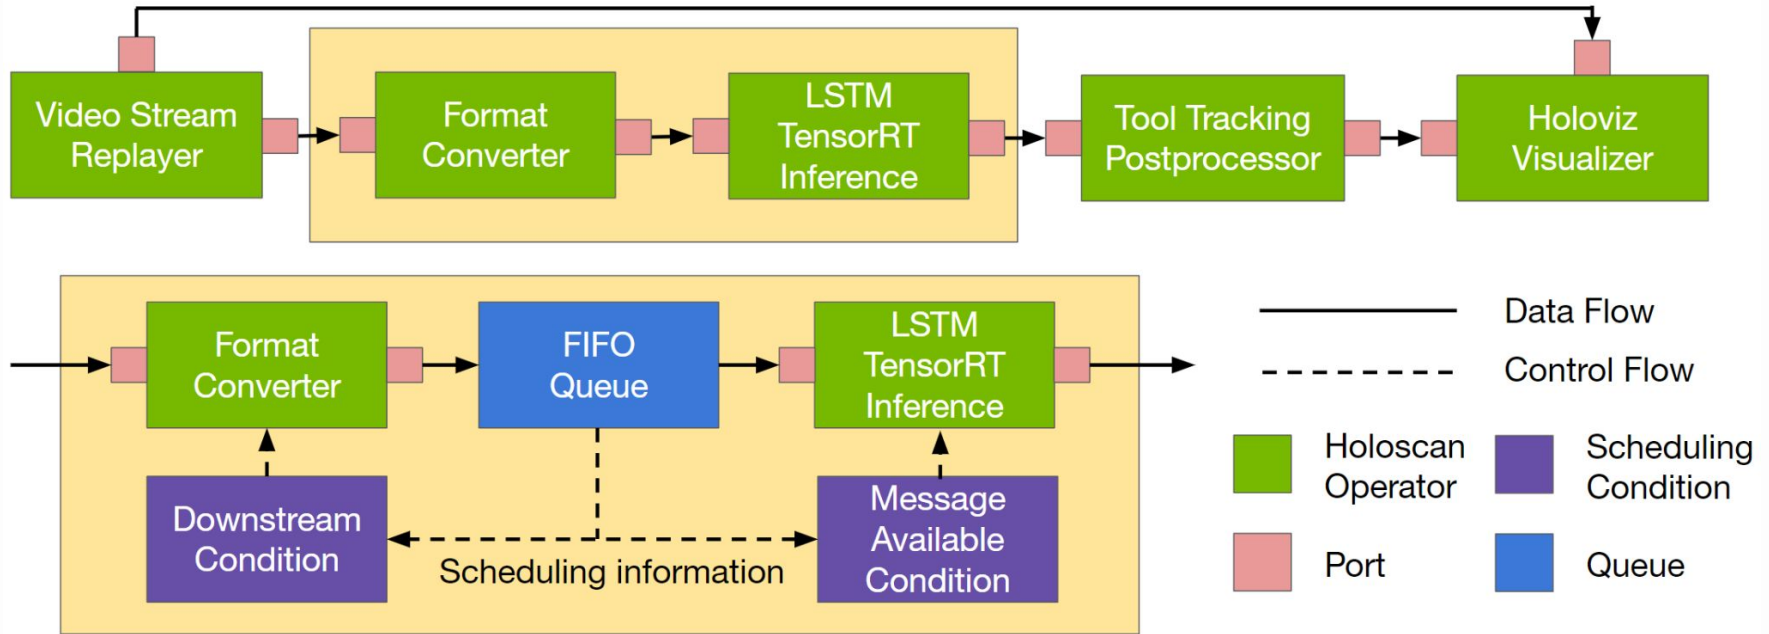 Video Stream
Replayer
Format
Converter
LSTM
TensorRT
Inference
Tool Tracking
Postprocessor
Holoviz
Visualizer
Format
Converter
FIFO
Queue
LSTM
TensorRT
Inference
Downstream
Condition
Scheduling information
Message
Available
Condition
Data Flow
Control Flow
Holoscan
Operator
Scheduling
Condition
Port
Queue